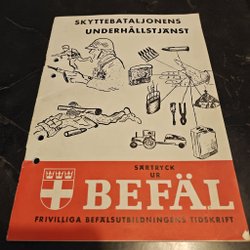 SKYTTEBATALJONENS
UNDERHÅLLSTJÄNST
SÄRTRYCK
UR
BEFÄL
FRIVILLIGA BEFÄLSUTBILDNINGENS TIDSKRIFT